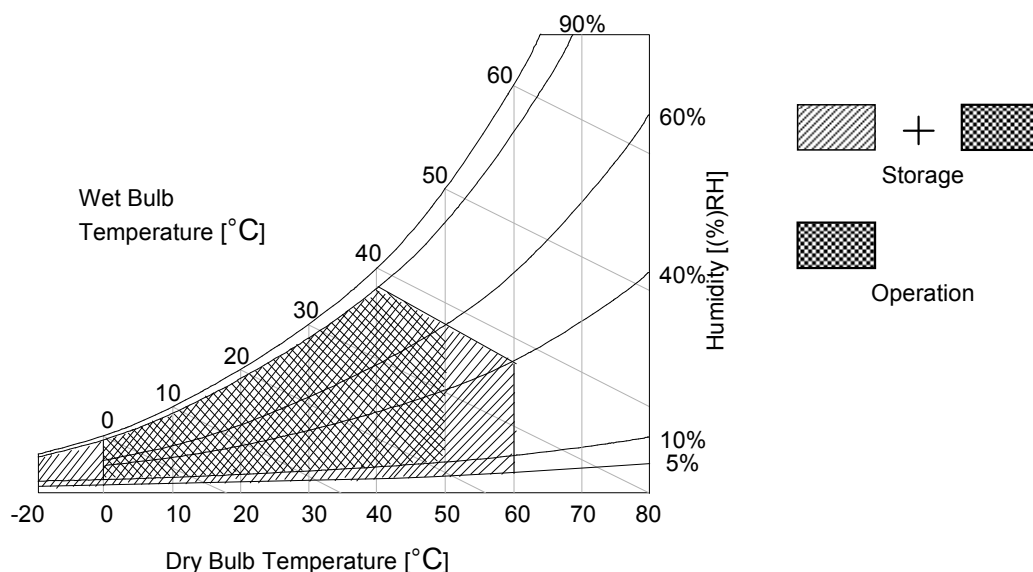 90%
60
60%
50
Wet Bulb
Temperature [°C]
40
40%
30
20
10
0
10%
5%
Humidity [(%)RH]
-20 0 10 20 30 40 50 60 70 80
Dry Bulb Temperature [°C]
+
Storage
Operation